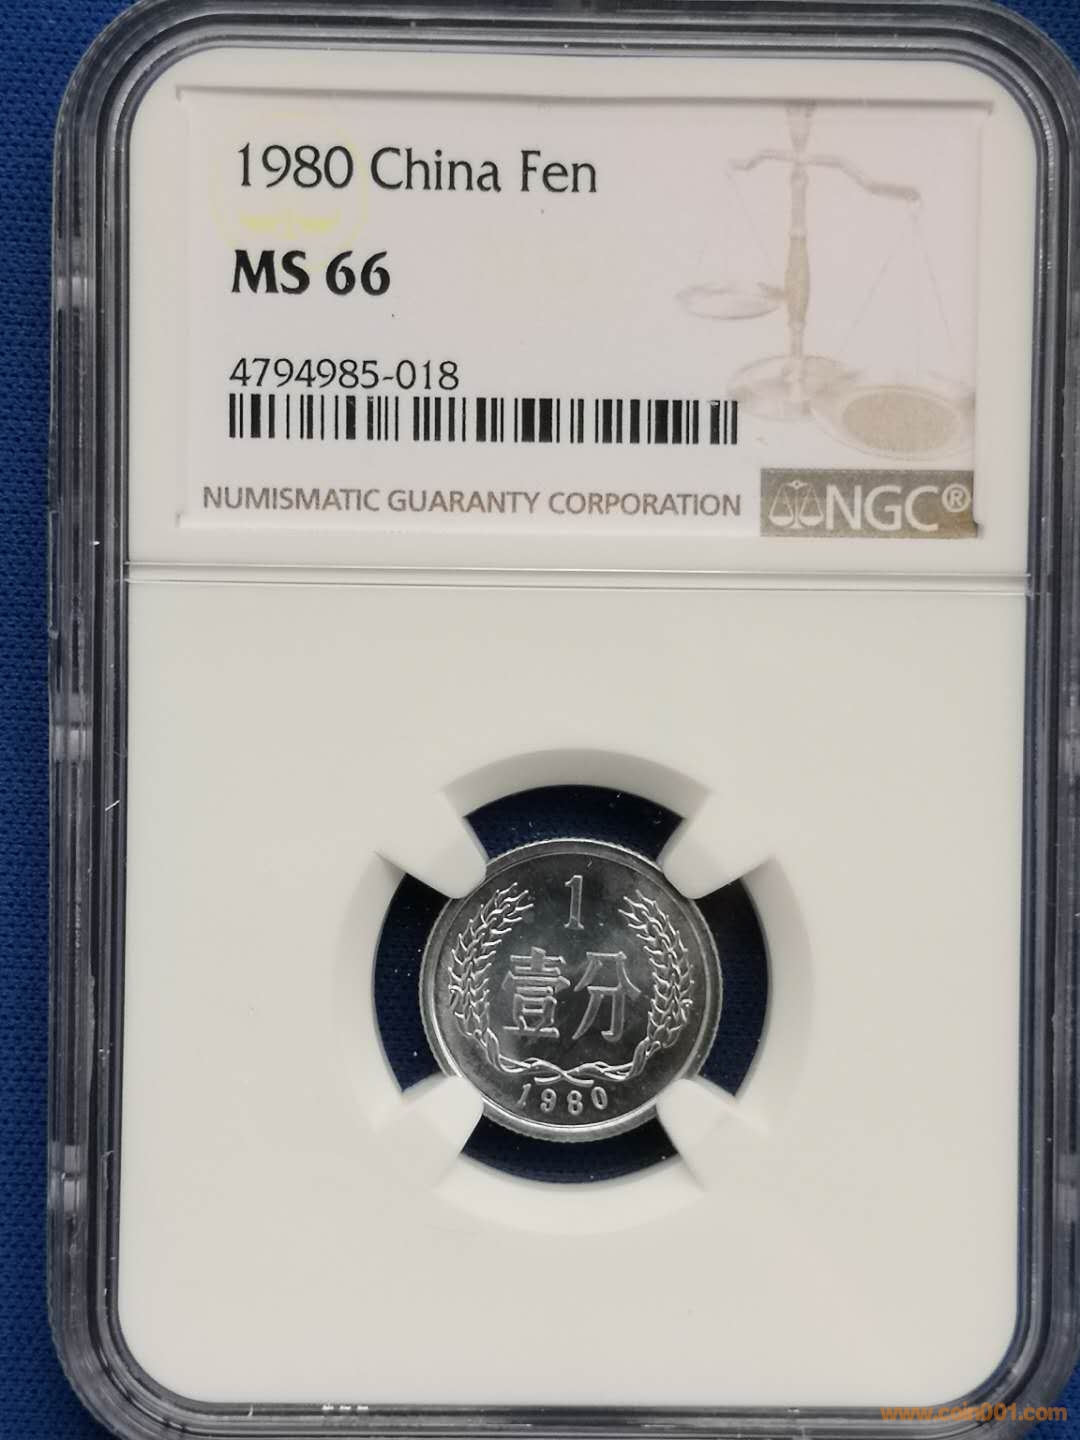 1980 China Fen
MS 66
4794985-018
NUMISMATIC GUARANTY CORPORATION
NGC®
1
壹分
1980
www.coin001.com